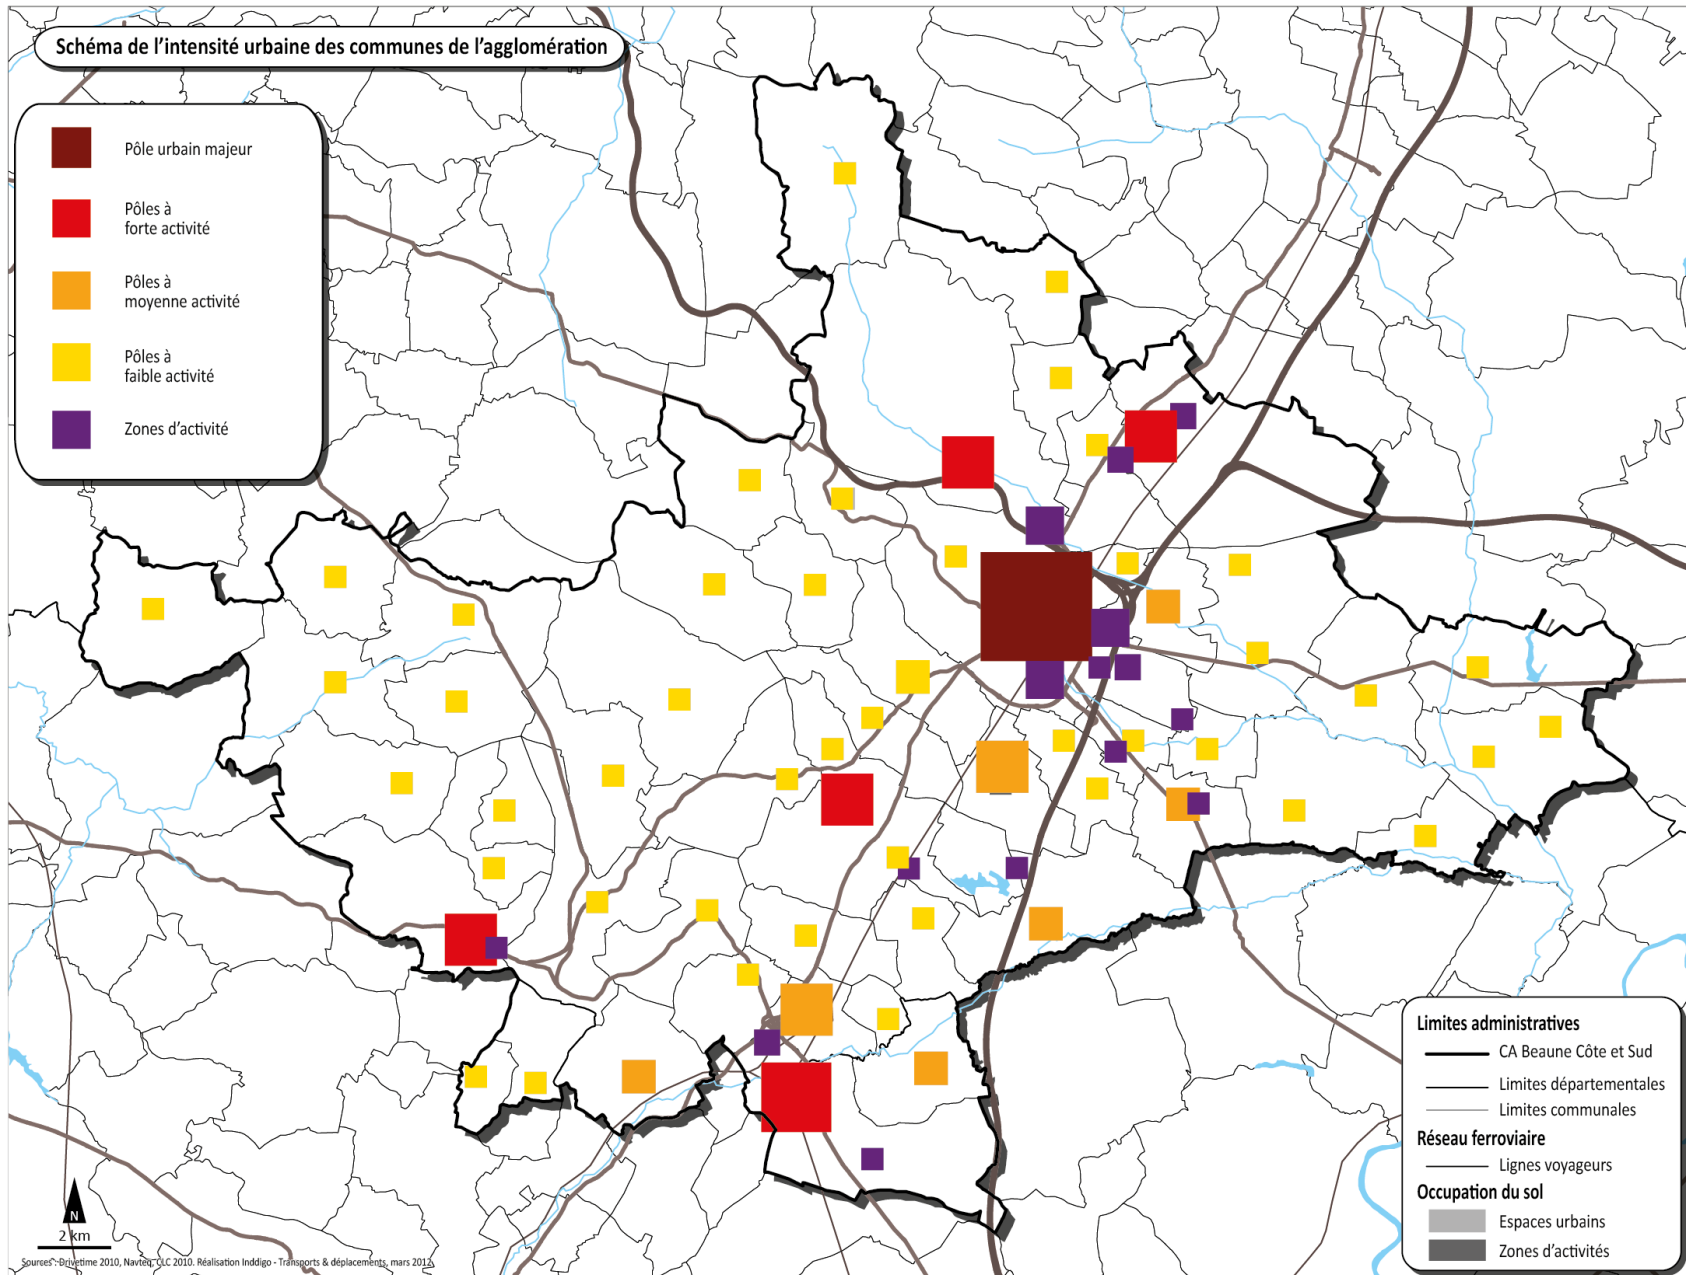 Schéma de l'intensité urbaine des communes de l'agglomération
Pôle urbain majeur
Pôles à
forte activité
Pôles à
moyenne activité
Pôles à
faible activité
Zones d'activité
Limites administratives
CA Beaune Côte et Sud
Limites départementales
Limites communales
Réseau ferroviaire
Lignes voyageurs
Occupation du sol
Espaces urbains
Zones d'activités
N
2 km
Sources : Drivetime 2010, Navteq, CLC 2010. Réalisation Inddigo - Transports & déplacements, mars 2012